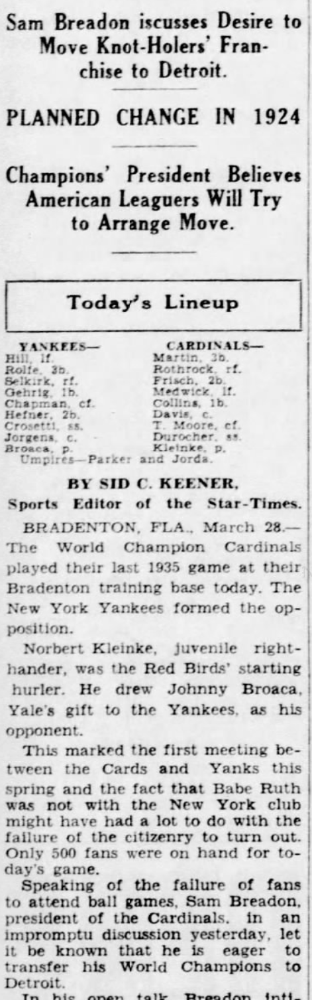 Sam Breadon iscusses Desire to
Move Knot-Holers' Fran-
chise to Detroit.
PLANNED CHANGE IN 1924
Champions' President Believes
American Leaguers Will Try
to Arrange Move.
Today's Lineup
YANKEES— CARDINALS—
Hill, lf. Martin, 3b.
Rolfe, 3b. Rothrock, rf.
Selkirk, rf. Frisch, 2b.
Gehrig, 1b. Medwick, lf.
Chapman, cf. Collins, 1b.
Hefner, 2b. Davis, c.
Crosetti, ss. T. Moore, cf.
Jorgens, c. Durocher, ss.
Broaca, p. Kleinke, p.
Umpires—Parker and Jorda.
BY SID C. KEENER,
Sports Editor of the Star-Times.
BRADENTON, FLA., March 28.—
The World Champion Cardinals
played their last 1935 game at their
Bradenton training base today. The
New York Yankees formed the op-
position.
Norbert Kleinke, juvenile right-
hander, was the Red Birds' starting
hurler. He drew Johnny Broaca,
Yale's gift to the Yankees, as his
opponent.
This marked the first meeting be-
tween the Cards and Yanks this
spring and the fact that Babe Ruth
was not with the New York club
might have had a lot to do with the
failure of the citizenry to turn out.
Only 500 fans were on hand for to-
day's game.
Speaking of the failure of fans
to attend ball games, Sam Breadon,
president of the Cardinals, in an
impromptu discussion yesterday, let
it be known that he is eager to
transfer his World Champions to
Detroit.
In his open talk Breadon inti-